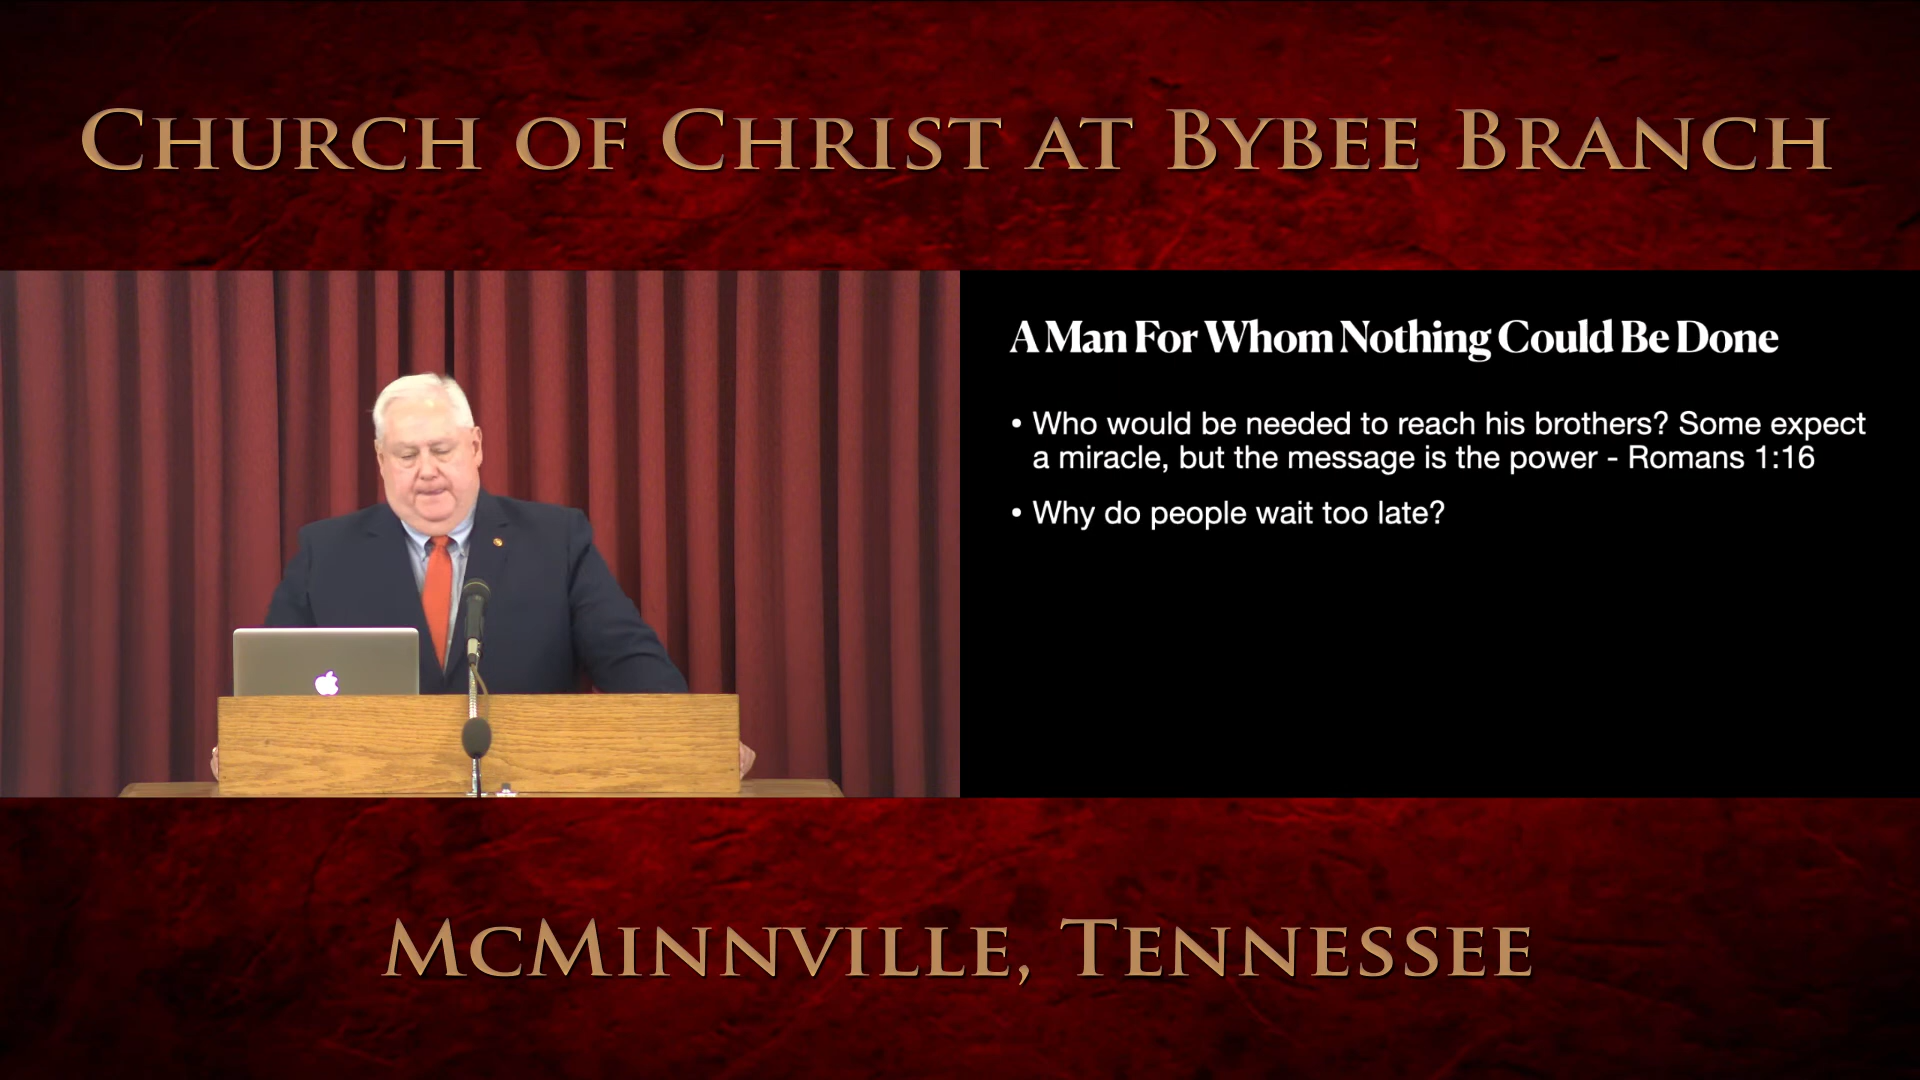 Church of Christ at Bybee Branch
A Man For Whom Nothing Could Be Done
• Who would be needed to reach his brothers? Some expect
a miracle, but the message is the power - Romans 1:16
• Why do people wait too late?
McMinnville, Tennessee